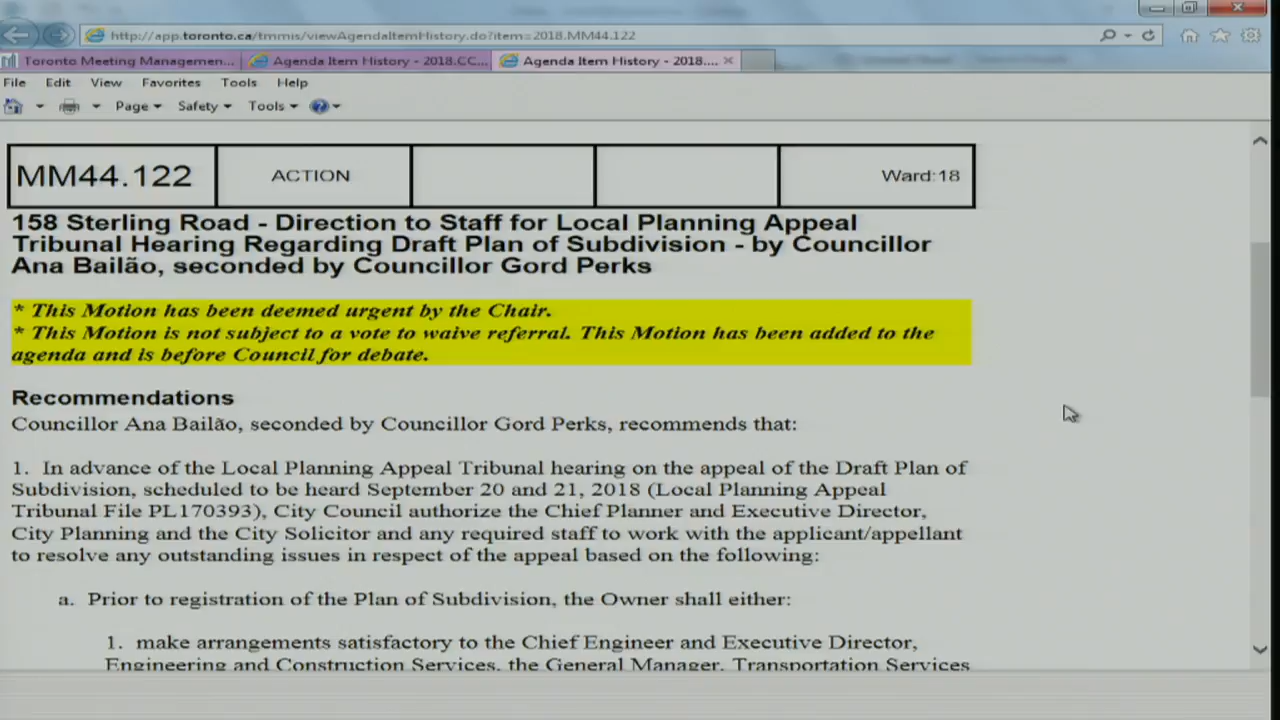 http://app.toronto.ca/tmmis/viewAgendaItemHistory.do?item=2018.MM44.122
Toronto Meeting Managemen...
Agenda Item History - 2018.CC...
Agenda Item History - 2018....
File Edit View Favorites Tools Help
Page Safety Tools
MM44.122 ACTION Ward:18
158 Sterling Road - Direction to Staff for Local Planning Appeal
Tribunal Hearing Regarding Draft Plan of Subdivision - by Councillor
Ana Bailão, seconded by Councillor Gord Perks
* This Motion has been deemed urgent by the Chair.
* This Motion is not subject to a vote to waive referral. This Motion has been added to the
agenda and is before Council for debate.
Recommendations
Councillor Ana Bailão, seconded by Councillor Gord Perks, recommends that:
1. In advance of the Local Planning Appeal Tribunal hearing on the appeal of the Draft Plan of
Subdivision, scheduled to be heard September 20 and 21, 2018 (Local Planning Appeal
Tribunal File PL170393), City Council authorize the Chief Planner and Executive Director,
City Planning and the City Solicitor and any required staff to work with the applicant/appellant
to resolve any outstanding issues in respect of the appeal based on the following:
a. Prior to registration of the Plan of Subdivision, the Owner shall either:
1. make arrangements satisfactory to the Chief Engineer and Executive Director,
Engineering and Construction Services, the General Manager, Transportation Services